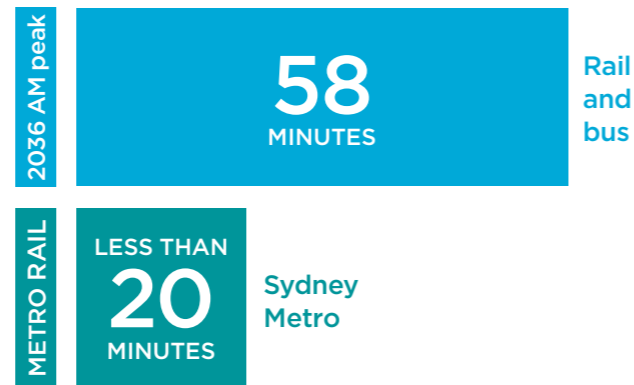 2036 AM peak
58
MINUTES
Rail
and
bus
METRO RAIL
LESS THAN
20
MINUTES
Sydney
Metro